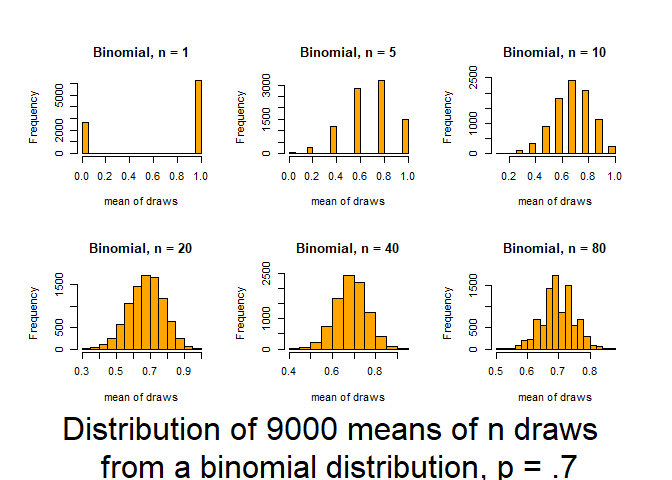 Binomial, n = 1
Frequency
0 2000 5000
0.0 0.2 0.4 0.6 0.8 1.0
mean of draws
Binomial, n = 5
Frequency
0 1500 3000
0.0 0.2 0.4 0.6 0.8 1.0
mean of draws
Binomial, n = 10
Frequency
0 1000 2500
0.2 0.4 0.6 0.8 1.0
mean of draws
Binomial, n = 20
Frequency
0 500 1500
0.3 0.5 0.7 0.9
mean of draws
Binomial, n = 40
Frequency
0 1000 2500
0.4 0.6 0.8
mean of draws
Binomial, n = 80
Frequency
0 500 1500
0.5 0.6 0.7 0.8
mean of draws
Distribution of 9000 means of n draws
from a binomial distribution, p = .7